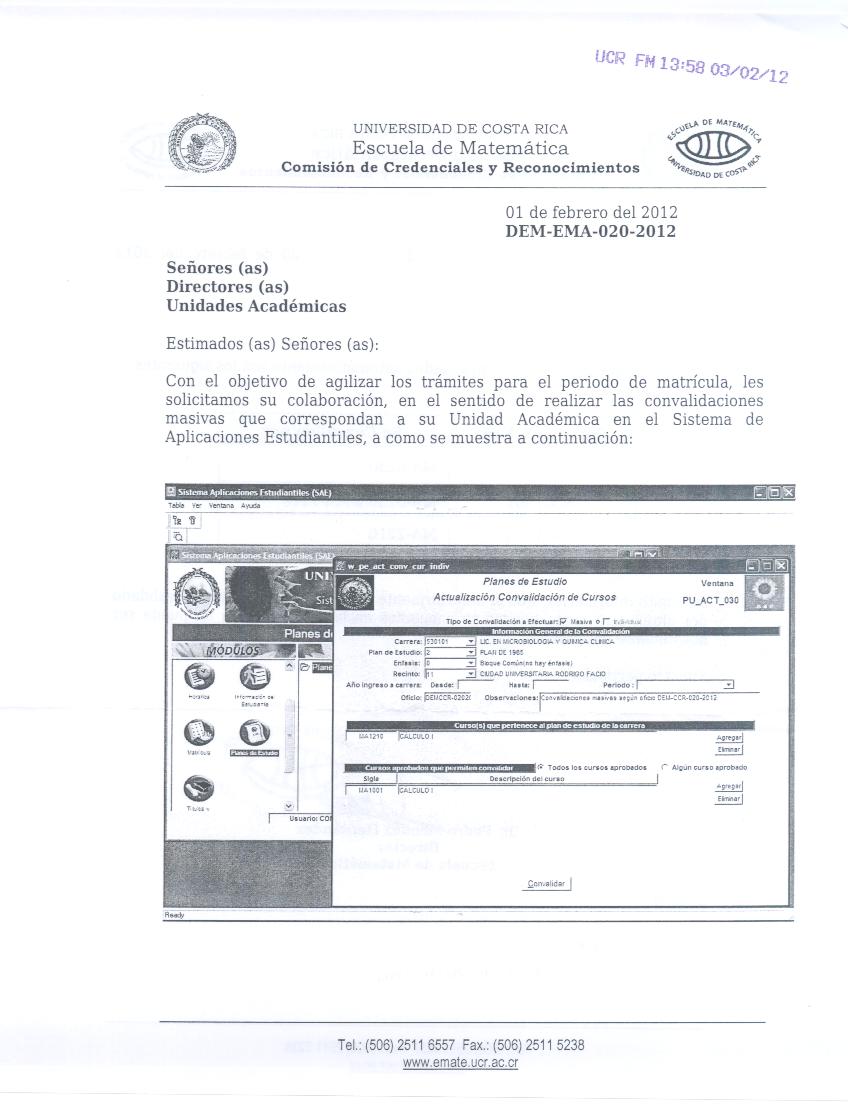 UCR FM 13:58 03/02/12
UNIVERSIDAD DE COSTA RICA
Escuela de Matemática
Comisión de Credenciales y Reconocimientos
ESCUELA DE MATEMÁTICA
UNIVERSIDAD DE COSTA RICA
01 de febrero del 2012
DEM-EMA-020-2012
Señores (as)
Directores (as)
Unidades Académicas
Estimados (as) Señores (as):
Con el objetivo de agilizar los trámites para el periodo de matrícula, les
solicitamos su colaboración, en el sentido de realizar las convalidaciones
masivas que correspondan a su Unidad Académica en el Sistema de
Aplicaciones Estudiantiles, a como se muestra a continuación:
Sistema Aplicaciones Estudiantiles (SAE)
Tabla Ver Ventana Ayuda
Sistema Aplicaciones Estudiantiles (SAE)
w_pe_act_conv_cur_indiv
UNI
Sist
Planes d
MÓDULOS
Horarios
Información del
Estudiante
Matrícula
Planes de Estudio
Títulos y
Plane
Usuario: CO
Planes de Estudio
Actualización Convalidación de Cursos
Ventana
PU_ACT_030
Tipo de Convalidación a Efectuar: Masiva o Individual
Información General de la Convalidación
Carrera: 530101 LIC. EN MICROBIOLOGIA Y QUIMICA CLINICA
Plan de Estudio: 2 PLAN DE 1985
Enfasis: 0 Bloque Común(no hay énfasis)
Recinto: 11 CIUDAD UNIVERSITARIA RODRIGO FACIO
Año ingreso a carrera: Desde: Hasta: Periodo :
Oficio: DEMCCR-0202( Observaciones: Convalidaciones masivas según oficio DEM-CCR-020-2012
Curso(s) que pertenece al plan de estudio de la carrera
MA1210 CALCULO I
Agregar
Eliminar
Cursos aprobados que permiten convalidar Todos los cursos aprobados Algún curso aprobado
Sigla Descripción del curso
MA1001 CALCULO I
Agregar
Eliminar
Convalidar
Ready
Tel.: (506) 2511 6557 Fax.: (506) 2511 5238
www.emate.ucr.ac.cr